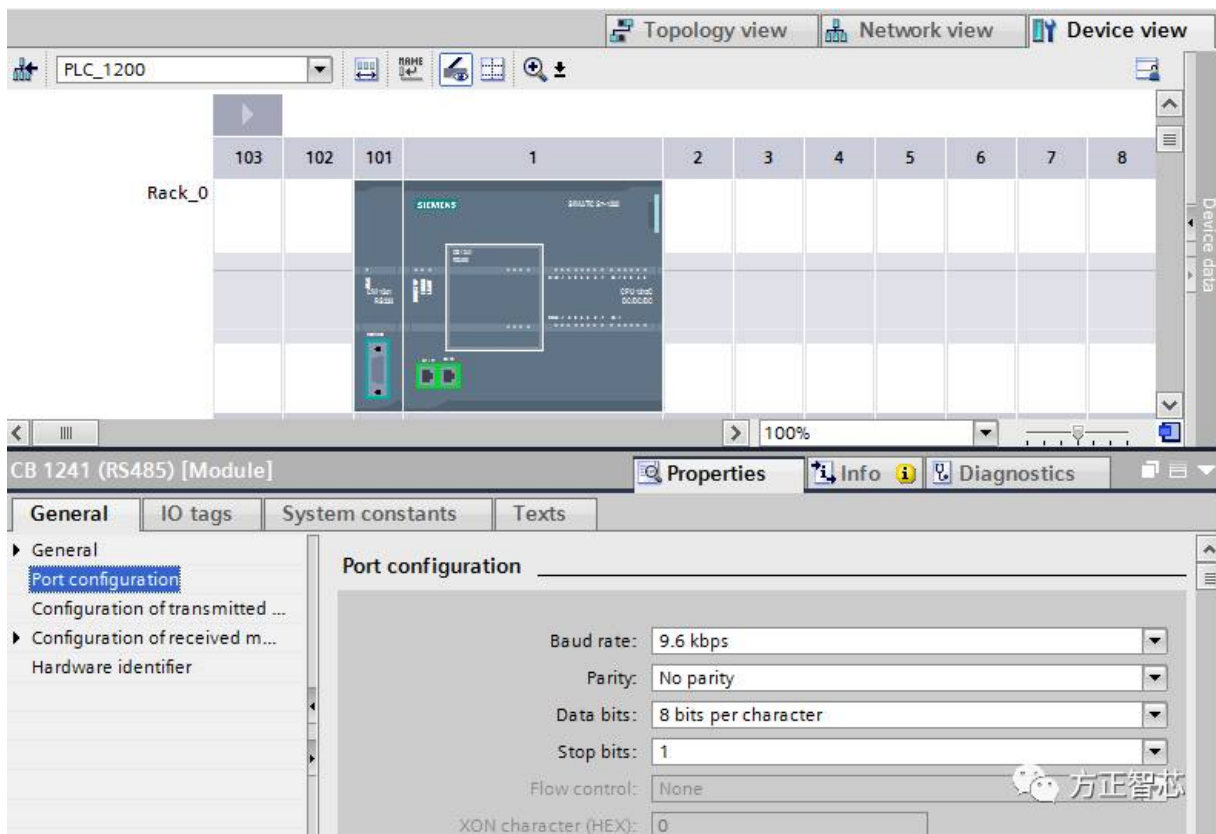 Topology view
Network view
Device view
PLC_1200
NAME
103 102 101 1 2 3 4 5 6 7 8
Rack_0
SIEMENS
Device data
100%
CB 1241 (RS485) [Module]
Properties
Info
Diagnostics
General
IO tags
System constants
Texts
General
Port configuration
Configuration of transmitted ...
Configuration of received m...
Hardware identifier
Port configuration
Baud rate: 9.6 kbps
Parity: No parity
Data bits: 8 bits per character
Stop bits: 1
Flow control: None
XON character (HEX): 0
方正智芯